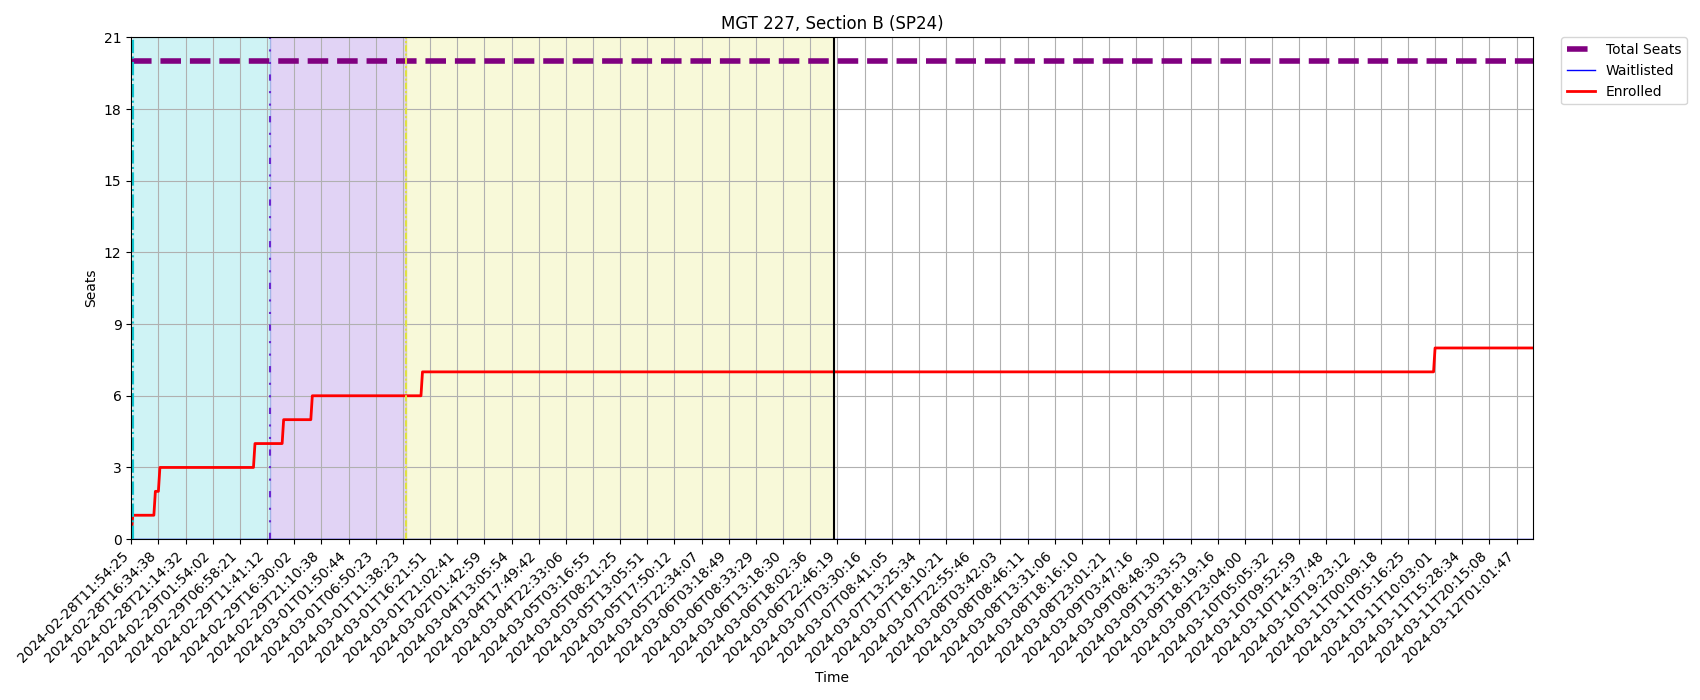 MGT 227, Section B (SP24)
Total Seats
Waitlisted
Enrolled
Seats
21
18
15
12
9
6
3
0
2024-02-28T11:54:25
2024-02-28T16:34:38
2024-02-28T21:14:32
2024-02-29T01:54:02
2024-02-29T06:58:21
2024-02-29T11:41:12
2024-02-29T16:30:02
2024-02-29T21:10:38
2024-03-01T01:50:44
2024-03-01T06:50:23
2024-03-01T11:38:23
2024-03-01T16:21:51
2024-03-01T21:02:41
2024-03-02T01:42:59
2024-03-04T13:05:54
2024-03-04T17:49:42
2024-03-04T22:33:06
2024-03-05T03:16:55
2024-03-05T08:21:25
2024-03-05T13:05:51
2024-03-05T17:50:12
2024-03-05T22:34:07
2024-03-06T03:18:49
2024-03-06T08:33:29
2024-03-06T13:18:30
2024-03-06T18:02:36
2024-03-06T22:46:19
2024-03-07T03:30:16
2024-03-07T08:41:05
2024-03-07T13:25:34
2024-03-07T18:10:21
2024-03-07T22:55:46
2024-03-08T03:42:03
2024-03-08T08:46:11
2024-03-08T13:31:06
2024-03-08T18:16:10
2024-03-08T23:01:21
2024-03-09T03:47:16
2024-03-09T08:48:30
2024-03-09T13:33:53
2024-03-09T18:19:16
2024-03-09T23:04:00
2024-03-10T05:05:32
2024-03-10T09:52:59
2024-03-10T14:37:48
2024-03-10T19:23:12
2024-03-11T00:09:18
2024-03-11T05:16:25
2024-03-11T10:03:01
2024-03-11T15:28:34
2024-03-11T20:15:08
2024-03-12T01:01:47
Time